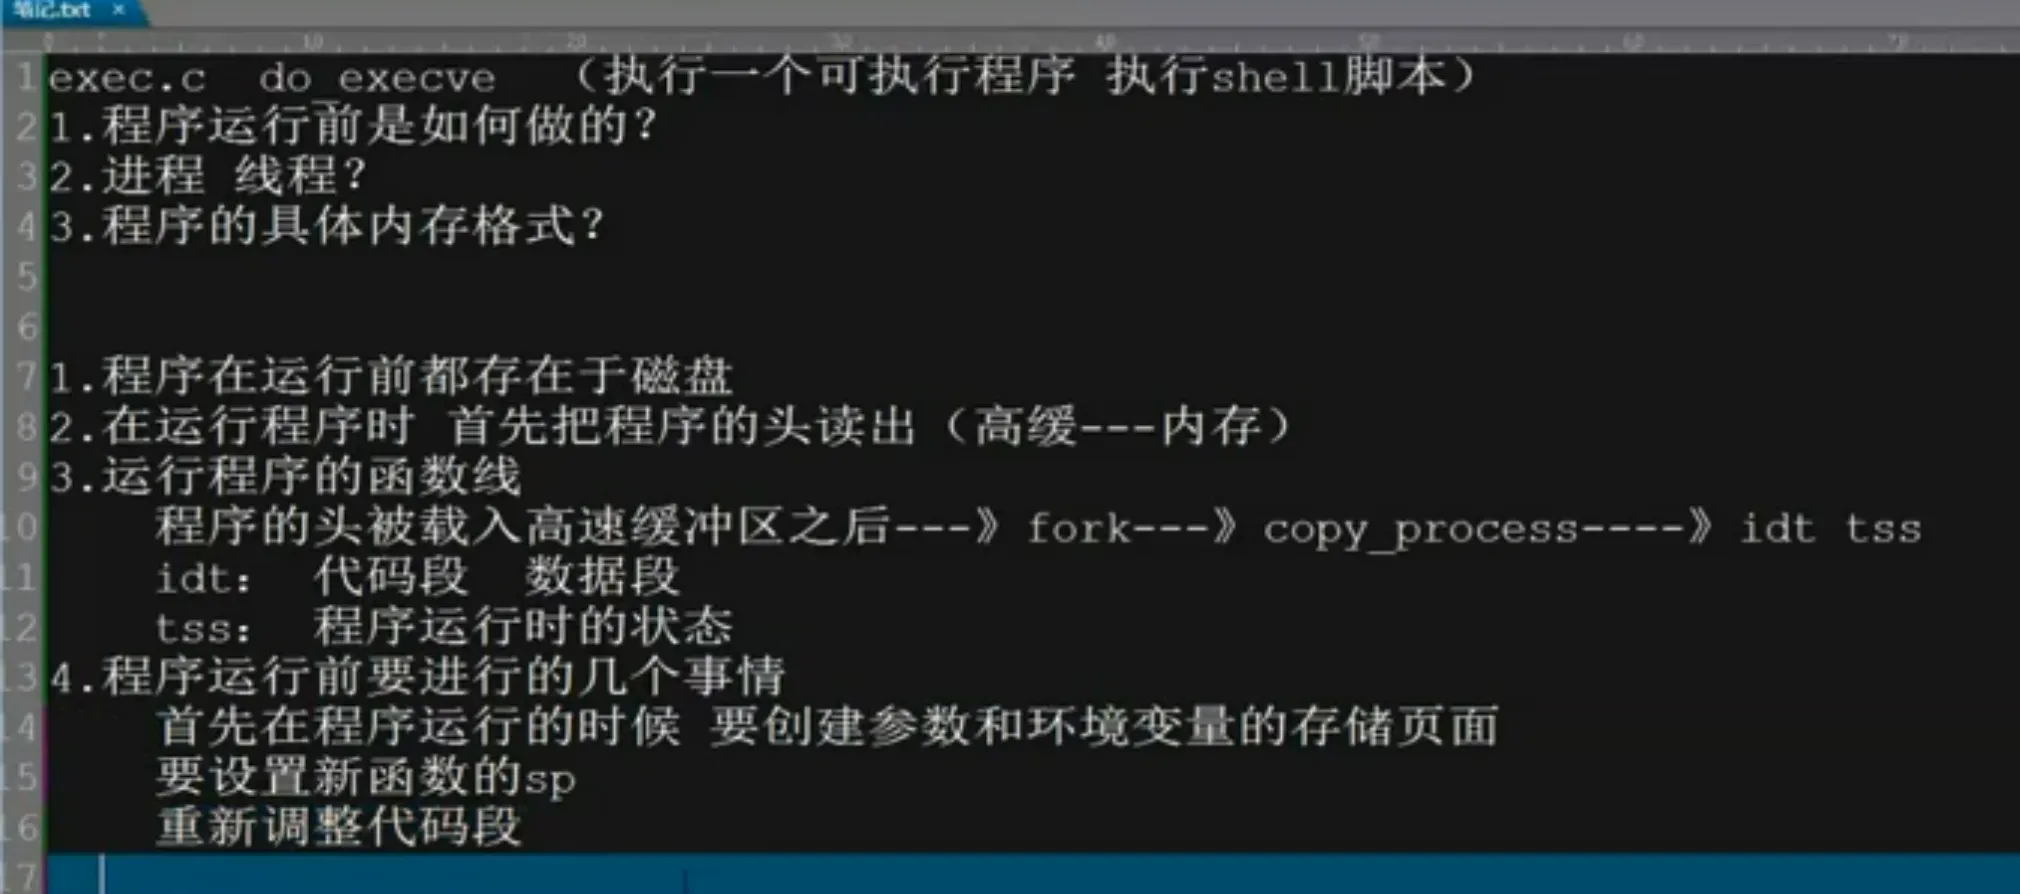 笔记.txt ×
0 10 20 30 40 50 60 70
1 exec.c do_execve （执行一个可执行程序 执行shell脚本）
2 1.程序运行前是如何做的？
3 2.进程 线程？
4 3.程序的具体内存格式？
5
6
7 1.程序在运行前都存在于磁盘
8 2.在运行程序时 首先把程序的头读出（高缓---内存）
9 3.运行程序的函数线
10 程序的头被载入高速缓冲区之后---》fork---》copy_process----》idt tss
11 idt： 代码段 数据段
12 tss： 程序运行时的状态
13 4.程序运行前要进行的几个事情
14 首先在程序运行的时候 要创建参数和环境变量的存储页面
15 要设置新函数的sp
16 重新调整代码段
17